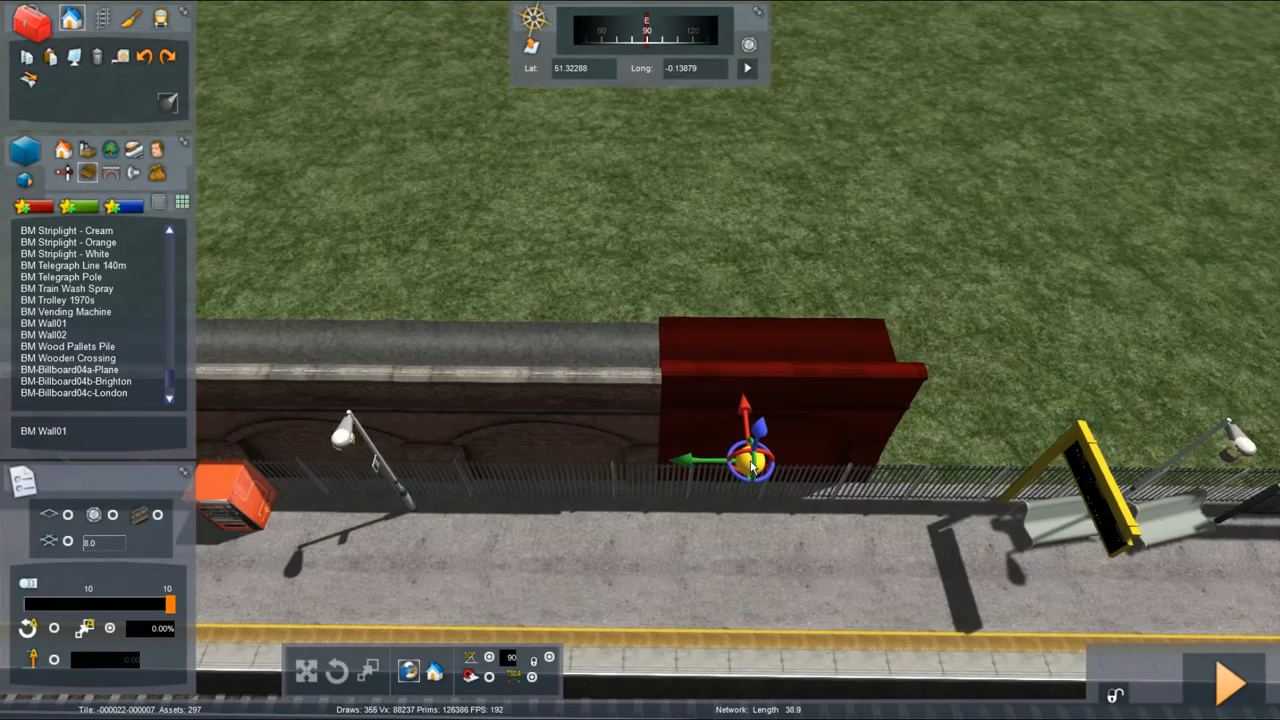 E
60 90 120
Lat: 51.32288 Long: -0.13879
BM Striplight - Cream
BM Striplight - Orange
BM Striplight - White
BM Telegraph Line 140m
BM Telegraph Pole
BM Train Wash Spray
BM Trolley 1970s
BM Vending Machine
BM Wall01
BM Wall02
BM Wood Pallets Pile
BM Wooden Crossing
BM-Billboard04a-Plane
BM-Billboard04b-Brighton
BM-Billboard04c-London
BM Wall01
8.0
10 10
0.00%
0.00
90
Tile: -000022-000007 Assets: 297 Draws: 365 Vx: 88237 Prims: 126386 FPS: 192 Network: Length 38.9